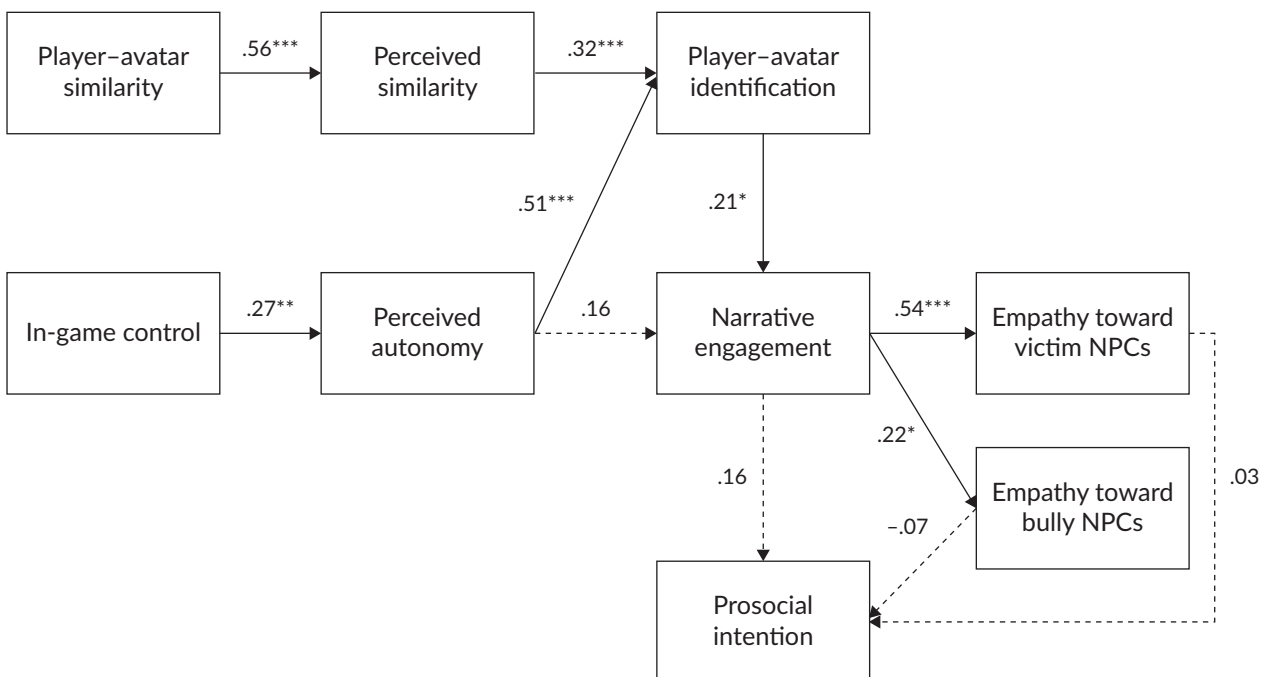 Player–avatar
similarity
.56***
Perceived
similarity
.32***
Player–avatar
identification
.51***
.21*
In-game control
.27**
Perceived
autonomy
.16
Narrative
engagement
.54***
Empathy toward
victim NPCs
.22*
.16
Empathy toward
bully NPCs
.03
–.07
Prosocial
intention